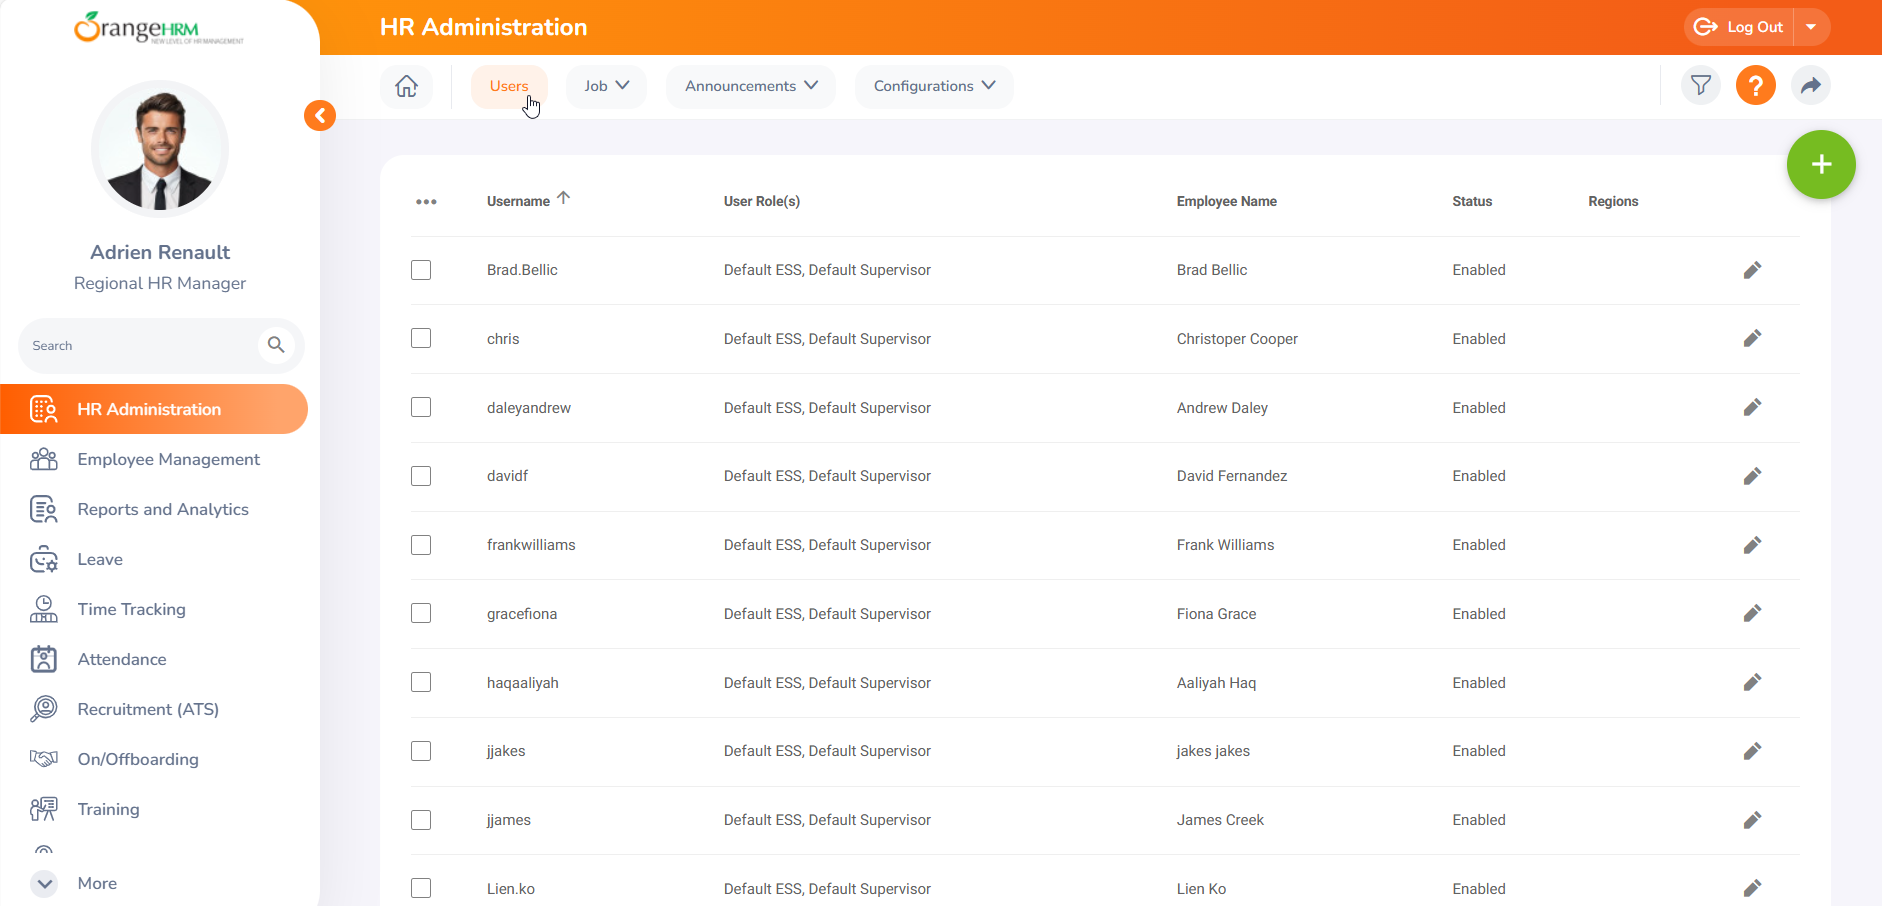 OrangeHRM
NEW LEVEL OF HR MANAGEMENT
HR Administration
Log Out
Users
Job
Announcements
Configurations
?
Adrien Renault
Regional HR Manager
Search
HR Administration
Employee Management
Reports and Analytics
Leave
Time Tracking
Attendance
Recruitment (ATS)
On/Offboarding
Training
More
Username User Role(s) Employee Name Status Regions
Brad.Bellic Default ESS, Default Supervisor Brad Bellic Enabled
chris Default ESS, Default Supervisor Christoper Cooper Enabled
daleyandrew Default ESS, Default Supervisor Andrew Daley Enabled
davidf Default ESS, Default Supervisor David Fernandez Enabled
frankwilliams Default ESS, Default Supervisor Frank Williams Enabled
gracefiona Default ESS, Default Supervisor Fiona Grace Enabled
haqaaliyah Default ESS, Default Supervisor Aaliyah Haq Enabled
jjakes Default ESS, Default Supervisor jakes jakes Enabled
jjames Default ESS, Default Supervisor James Creek Enabled
Lien.ko Default ESS, Default Supervisor Lien Ko Enabled